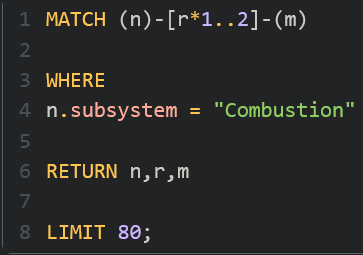 1 MATCH (n)-[r*1..2]-(m)
2
3 WHERE
4 n.subsystem = "Combustion"
5
6 RETURN n,r,m
7
8 LIMIT 80;